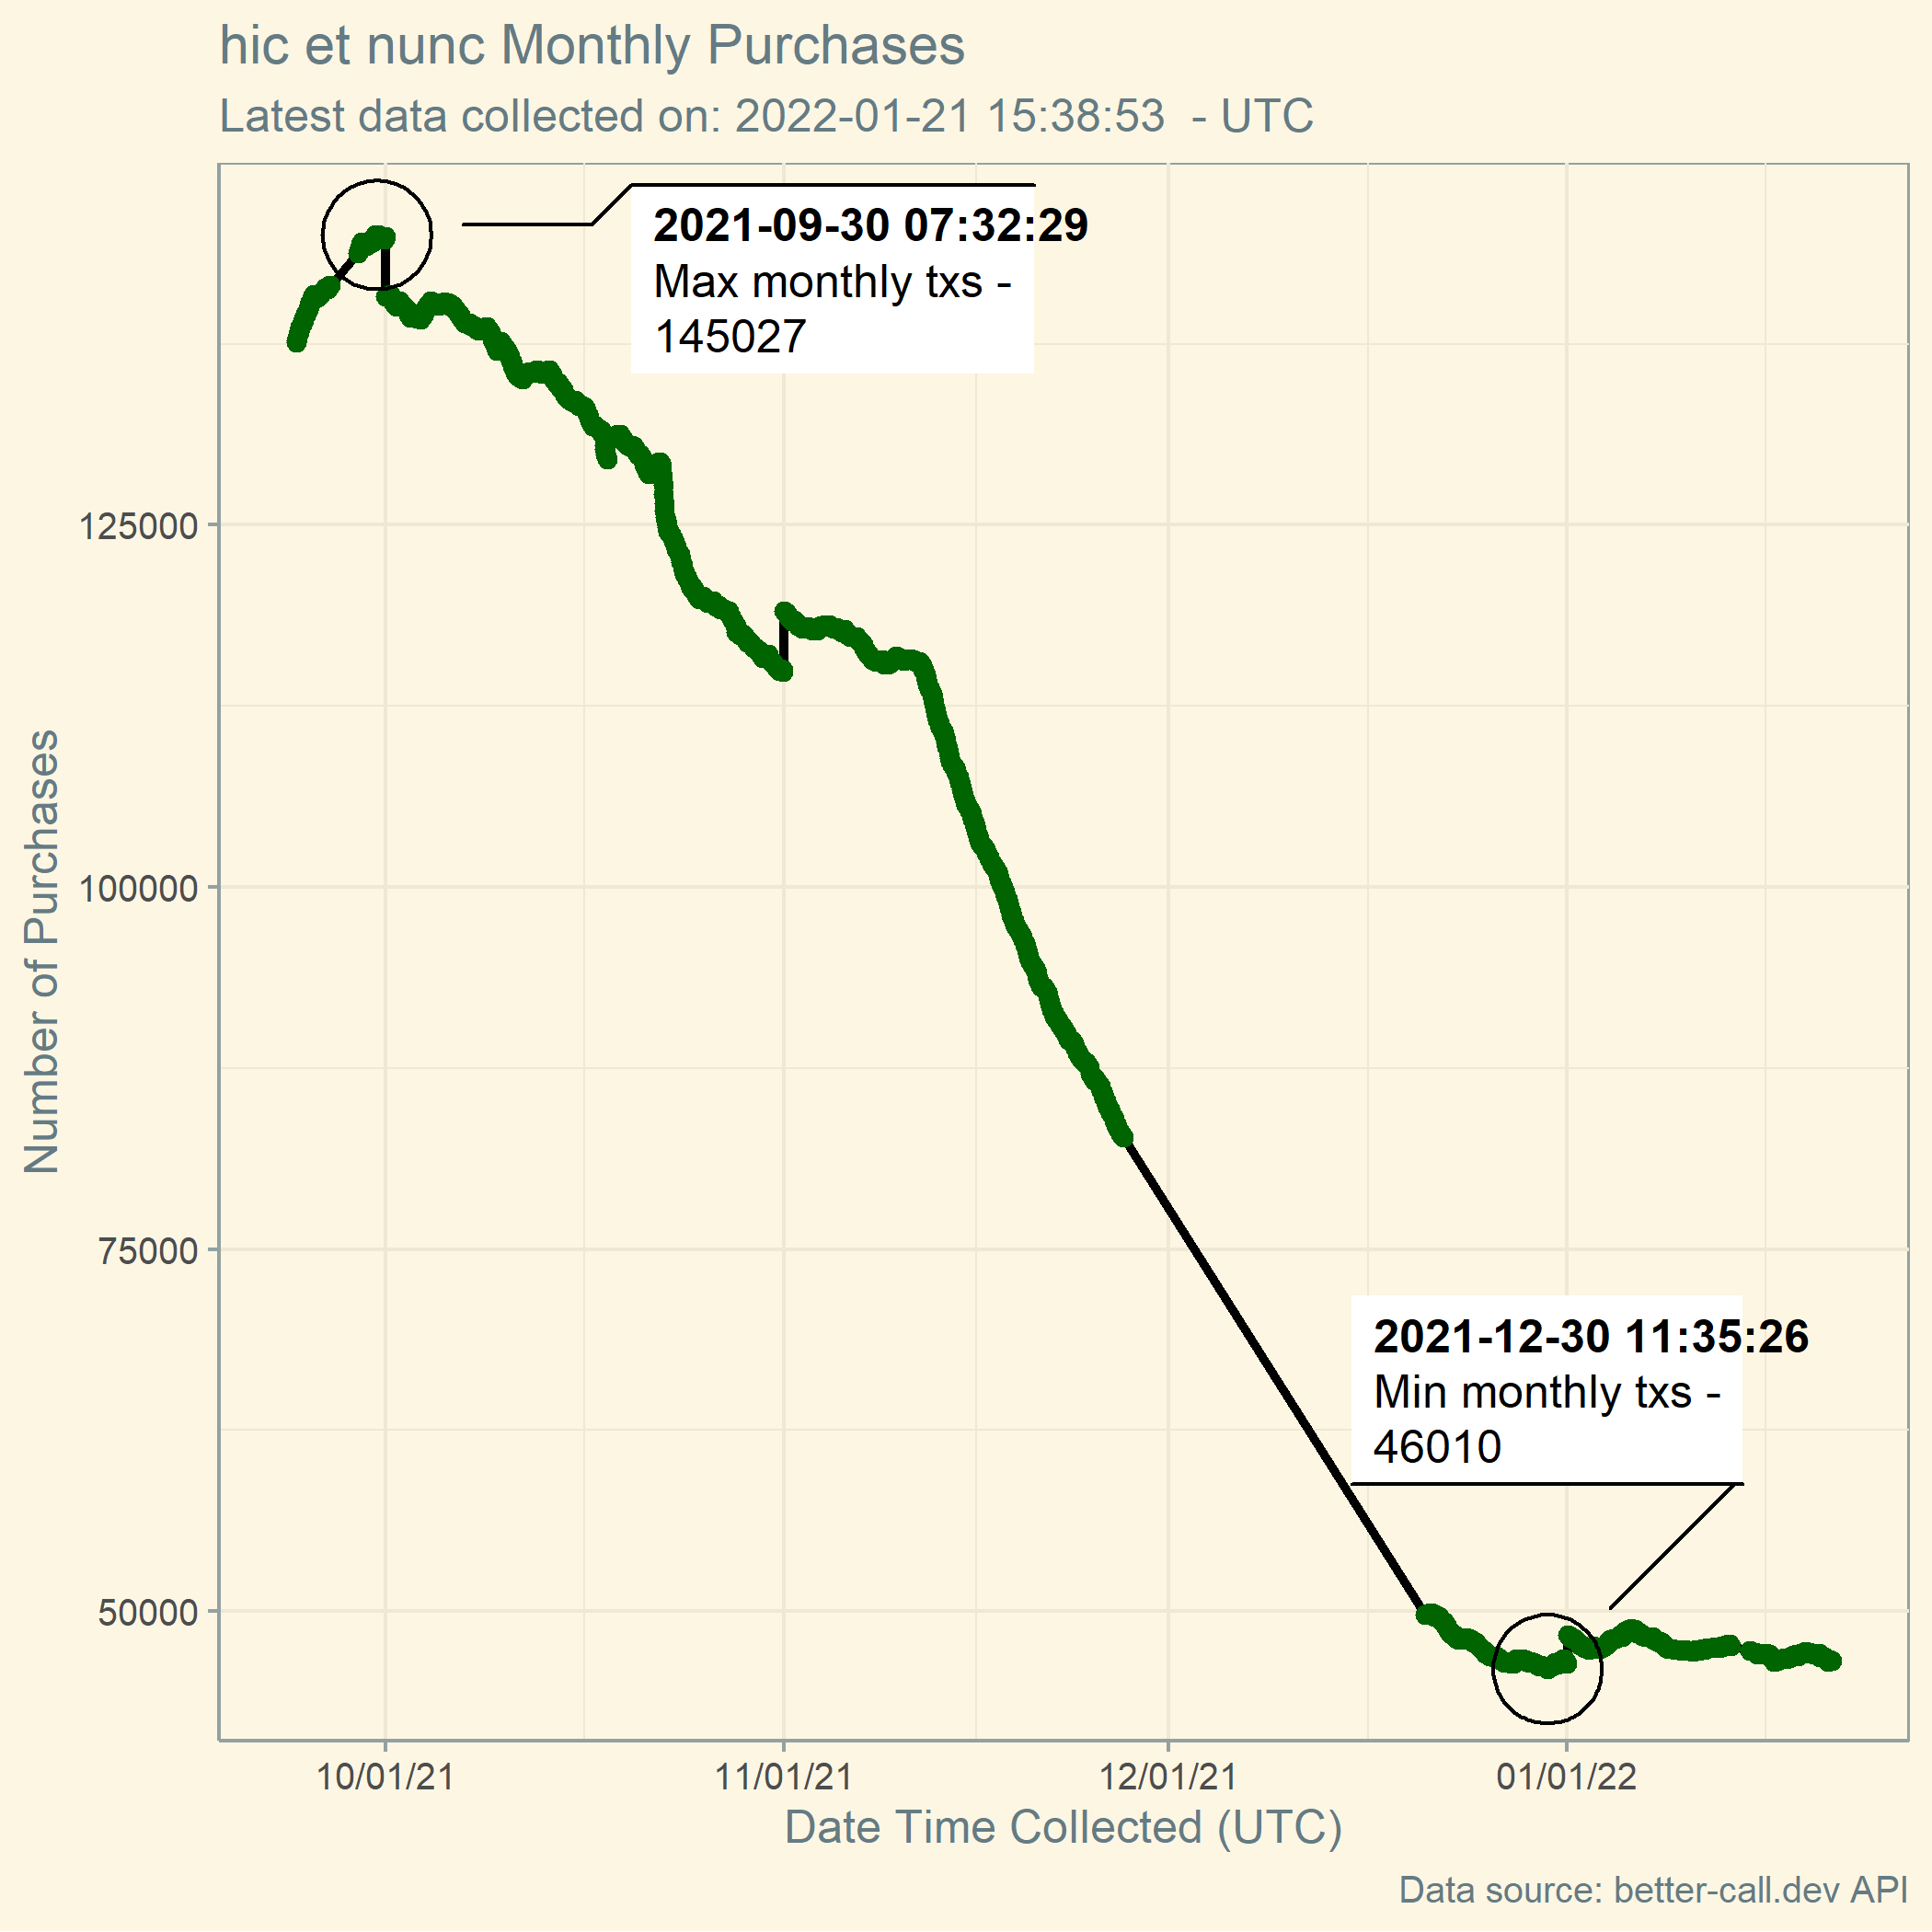 hic et nunc Monthly Purchases
Latest data collected on: 2022-01-21 15:38:53  - UTC
2021-09-30 07:32:29
Max monthly txs -
145027
Number of Purchases
125000
100000
75000
50000
2021-12-30 11:35:26
Min monthly txs -
46010
10/01/21
11/01/21
12/01/21
01/01/22
Date Time Collected (UTC)
Data source: better-call.dev API